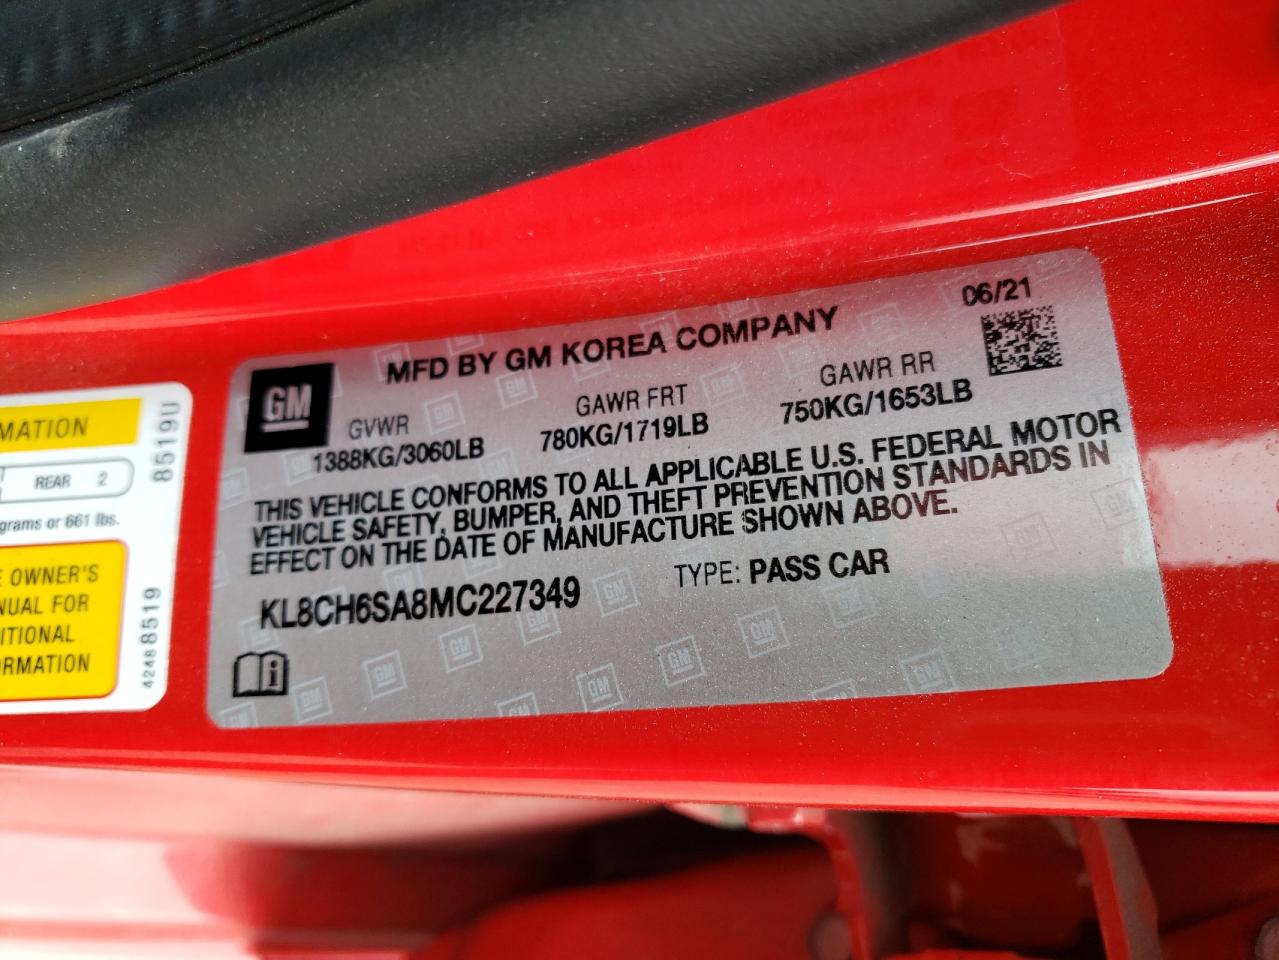 MATION
REAR 2
grams or 661 lbs.
E OWNER'S
NUAL FOR
ITIONAL
ORMATION
8519U
4248 8519
GM
MFD BY GM KOREA COMPANY
06/21
GVWR GAWR FRT GAWR RR
1388KG/3060LB 780KG/1719LB 750KG/1653LB
THIS VEHICLE CONFORMS TO ALL APPLICABLE U.S. FEDERAL MOTOR
VEHICLE SAFETY, BUMPER, AND THEFT PREVENTION STANDARDS IN
EFFECT ON THE DATE OF MANUFACTURE SHOWN ABOVE.
KL8CH6SA8MC227349 TYPE: PASS CAR